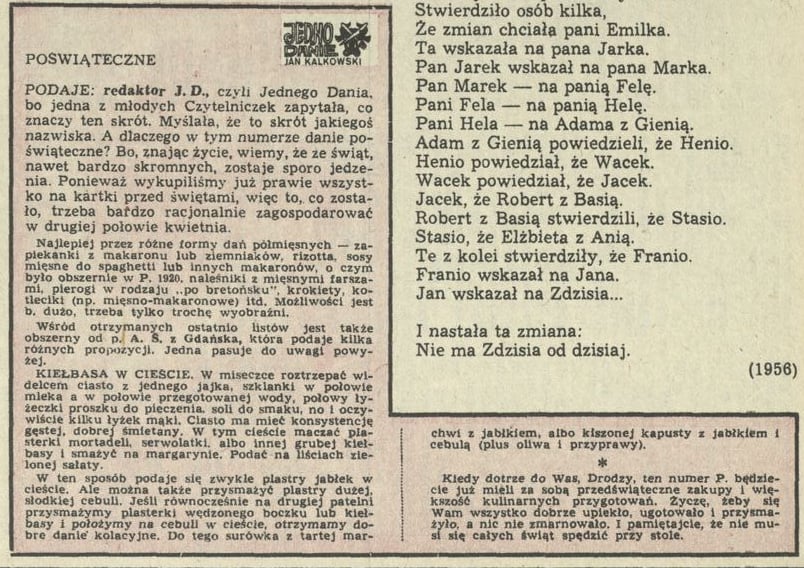 POŚWIĄTECZNE
JEDNO
DANIE
JAN KALKOWSKI
PODAJE: redaktor J. D., czyli Jednego Dania,
bo jedna z młodych Czytelniczek zapytała, co
znaczy ten skrót. Myślała, że to skrót jakiegoś
nazwiska. A dlaczego w tym numerze danie po-
świąteczne? Bo, znając życie, wiemy, że ze świąt,
nawet bardzo skromnych, zostaje sporo jedze-
nia. Ponieważ wykupiliśmy już prawie wszyst-
ko na kartki przed świętami, więc to, co zosta-
ło, trzeba bardzo racjonalnie zagospodarować
w drugiej połowie kwietnia.
Najlepiej przez różne formy dań półmięsnych — za-
piekanki z makaronu lub ziemniaków, rizotta, sosy
mięsne do spaghetti lub innych makaronów, o czym
było obszernie w P. 1920, naleśniki z mięsnymi farsza-
mi, pierogi w rodzaju „po bretońsku", krokiety, ko-
tleciki (np. mięsno-makaronowe) itd. Możliwości jest
b. dużo, trzeba tylko trochę wyobraźni.
Wśród otrzymanych ostatnio listów jest także
obszerny od p. A. S. z Gdańska, która podaje kilka
różnych propozycji. Jedna pasuje do uwagi powy-
żej.
KIEŁBASA W CIEŚCIE. W miseczce roztrzepać wi-
delcem ciasto z jednego jajka, szklanki w połowie
mleka a w połowie przegotowanej wody, połowy ły-
żeczki proszku do pieczenia, soli do smaku, no i oczy-
wiście kilku łyżek mąki. Ciasto ma mieć konsystencję
gęstej, dobrej śmietany. W tym cieście maczać pla-
sterki mortadeli, serwolatki, albo innej grubej kieł-
basy i smażyć na margarynie. Podać na liściach zie-
lonej sałaty.
W ten sposób podaje się zwykle plastry jabłek w
cieście. Ale można także przysmażyć plastry dużej,
słodkiej cebuli. Jeśli równocześnie na drugiej patelni
przysmażymy plasterki wędzonego boczku lub kieł-
basy i położymy na cebuli w cieście, otrzymamy do-
bre danie kolacyjne. Do tego surówka z tartej mar-
chwi z jabłkiem, albo kiszonej kapusty z jabłkiem i
cebulą (plus oliwa i przyprawy).
*
Kiedy dotrze do Was, Drodzy, ten numer P. będzie-
cie już mieli za sobą przedświąteczne zakupy i wię-
kszość kulinarnych przygotowań. Życzę, żeby się
Wam wszystko dobrze upiekło, ugotowało i przysma-
żyło, a nic nie zmarnowało. I pamiętajcie, że nie mu-
si się całych świąt spędzić przy stole.
Stwierdziło osób kilka,
Że zmian chciała pani Emilka.
Ta wskazała na pana Jarka.
Pan Jarek wskazał na pana Marka.
Pan Marek — na panią Felę.
Pani Fela — na panią Helę.
Pani Hela — na Adama z Gienią.
Adam z Gienią powiedzieli, że Henio.
Henio powiedział, że Wacek.
Wacek powiedział, że Jacek.
Jacek, że Robert z Basią.
Robert z Basią stwierdzili, że Stasio.
Stasio, że Elżbieta z Anią.
Te z kolei stwierdziły, że Franio.
Franio wskazał na Jana.
Jan wskazał na Zdzisia...
I nastała ta zmiana:
Nie ma Zdzisia od dzisiaj.
(1956)